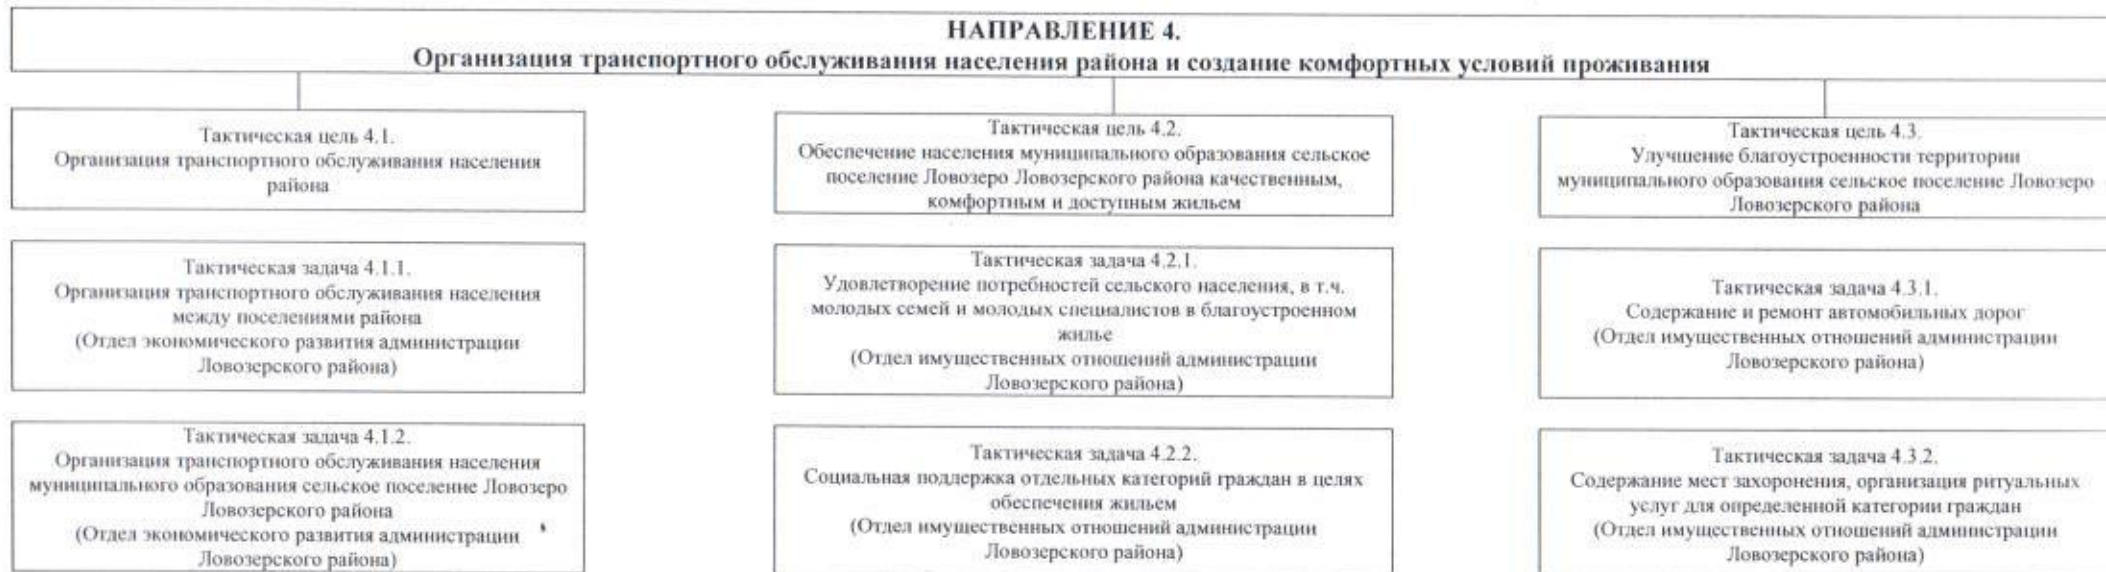 НАПРАВЛЕНИЕ 4.
Организация транспортного обслуживания населения района и создание комфортных условий проживания
Тактическая цель 4.1.
Организация транспортного обслуживания населения
района
Тактическая цель 4.2.
Обеспечение населения муниципального образования сельское
поселение Ловозеро Ловозерского района качественным,
комфортным и доступным жильем
Тактическая цель 4.3.
Улучшение благоустроенности территории
муниципального образования сельское поселение Ловозеро
Ловозерского района
Тактическая задача 4.1.1.
Организация транспортного обслуживания населения
между поселениями района
(Отдел экономического развития администрации
Ловозерского района)
Тактическая задача 4.2.1.
Удовлетворение потребностей сельского населения, в т.ч.
молодых семей и молодых специалистов в благоустроенном
жилье
(Отдел имущественных отношений администрации
Ловозерского района)
Тактическая задача 4.3.1.
Содержание и ремонт автомобильных дорог
(Отдел имущественных отношений администрации
Ловозерского района)
Тактическая задача 4.1.2.
Организация транспортного обслуживания населения
муниципального образования сельское поселение Ловозеро
Ловозерского района
(Отдел экономического развития администрации
Ловозерского района)
Тактическая задача 4.2.2.
Социальная поддержка отдельных категорий граждан в целях
обеспечения жильем
(Отдел имущественных отношений администрации
Ловозерского района)
Тактическая задача 4.3.2.
Содержание мест захоронения, организация ритуальных
услуг для определенной категории граждан
(Отдел имущественных отношений администрации
Ловозерского района)